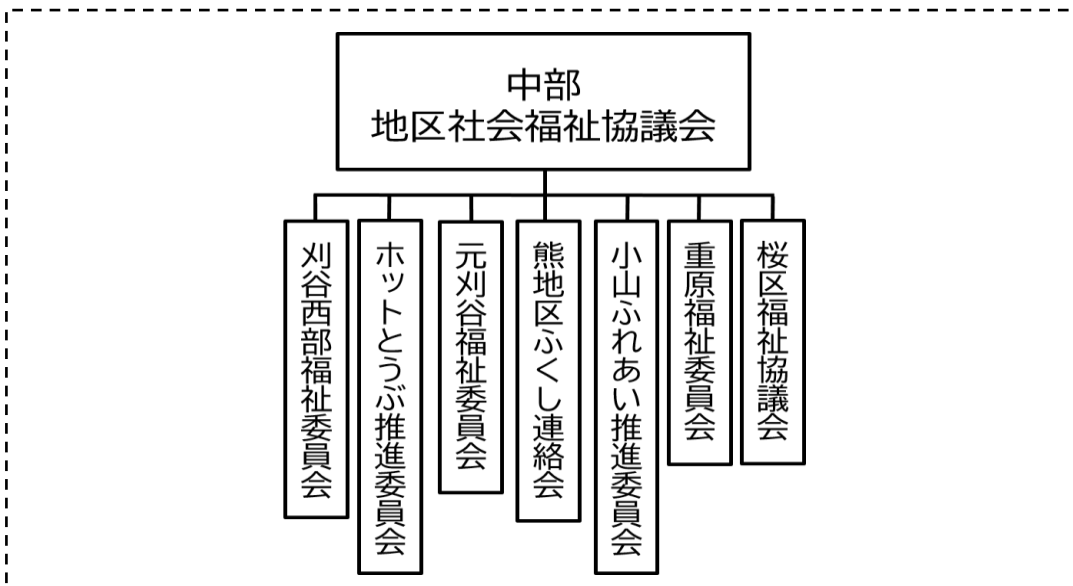 中部
地区社会福祉協議会
刈谷西部福祉委員会
ホットとうぶ推進委員会
元刈谷福祉委員会
熊地区ふくし連絡会
小山ふれあい推進委員会
重原福祉委員会
桜区福祉協議会